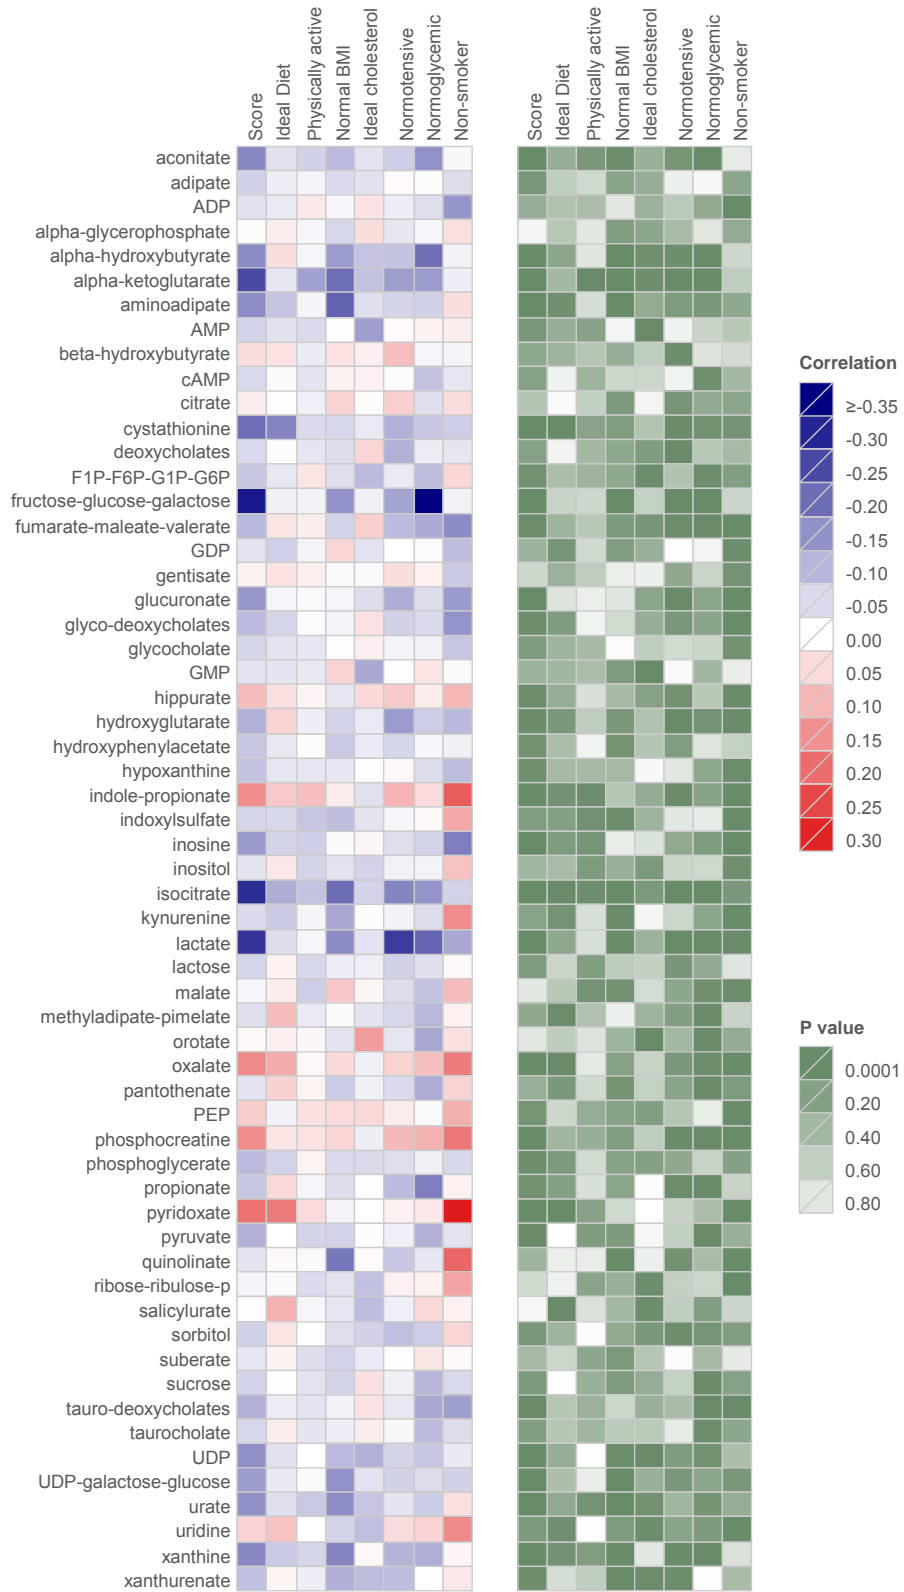 Score Ideal Diet Physically active Normal BMI Ideal cholesterol Normotensive Normoglycemic Non-smoker
Score Ideal Diet Physically active Normal BMI Ideal cholesterol Normotensive Normoglycemic Non-smoker
aconitate
adipate
ADP
alpha-glycerophosphate
alpha-hydroxybutyrate
alpha-ketoglutarate
aminoadipate
AMP
beta-hydroxybutyrate
cAMP
citrate
cystathionine
deoxycholates
F1P-F6P-G1P-G6P
fructose-glucose-galactose
fumarate-maleate-valerate
GDP
gentisate
glucuronate
glyco-deoxycholates
glycocholate
GMP
hippurate
hydroxyglutarate
hydroxyphenylacetate
hypoxanthine
indole-propionate
indoxylsulfate
inosine
inositol
isocitrate
kynurenine
lactate
lactose
malate
methyladipate-pimelate
orotate
oxalate
pantothenate
PEP
phosphocreatine
phosphoglycerate
propionate
pyridoxate
pyruvate
quinolinate
ribose-ribulose-p
salicylurate
sorbitol
suberate
sucrose
tauro-deoxycholates
taurocholate
UDP
UDP-galactose-glucose
urate
uridine
xanthine
xanthurenate
Correlation
≥-0.35
-0.30
-0.25
-0.20
-0.15
-0.10
-0.05
0.00
0.05
0.10
0.15
0.20
0.25
0.30
P value
0.0001
0.20
0.40
0.60
0.80